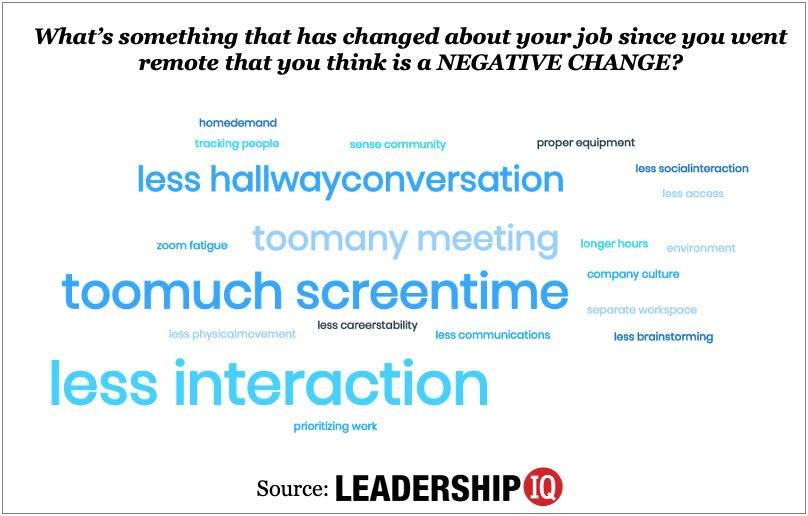 What's something that has changed about your job since you went
remote that you think is a NEGATIVE CHANGE?
homedemand
tracking people
sense community
proper equipment
less hallwayconversation
less socialinteraction
less access
toomany meeting
zoom fatigue
longer hours
environment
toomuch screentime
company culture
separate workspace
less careerstability
less physicalmovement
less communications
less brainstorming
less interaction
prioritizing work
Source: LEADERSHIP IQ